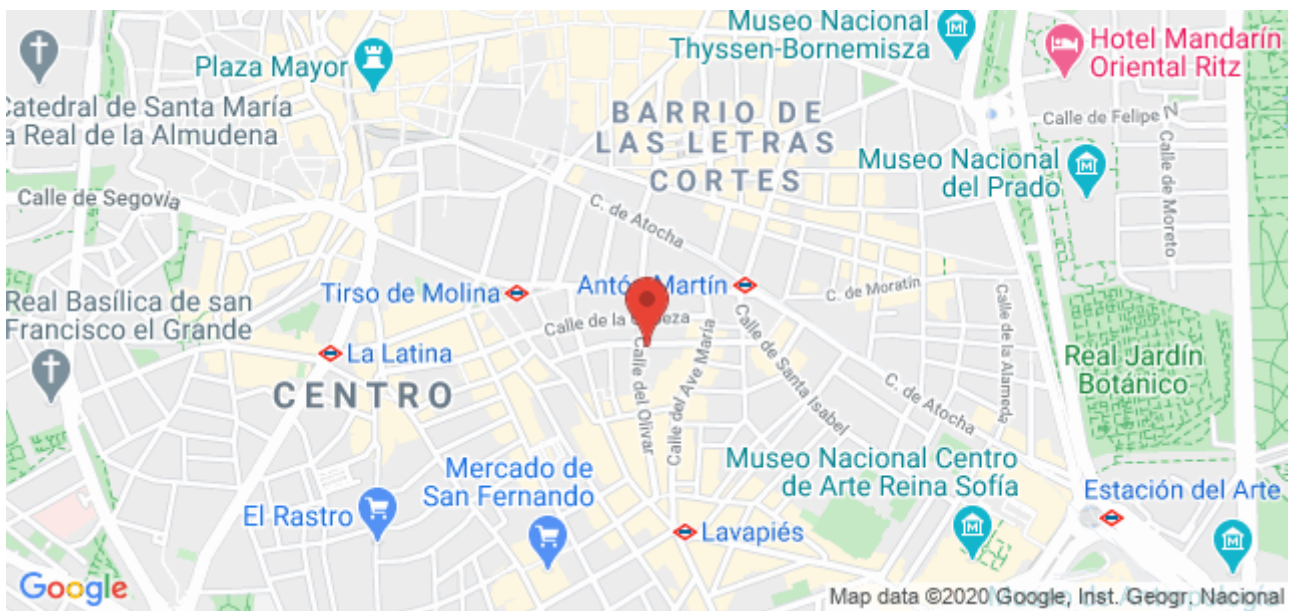 Museo Nacional
Thyssen-Bornemisza
Hotel Mandarín
Oriental Ritz
Plaza Mayor
Catedral de Santa María
a Real de la Almudena
BARRIO DE
LAS LETRAS
CORTES
Calle de Felipe
Museo Nacional
del Prado
Calle de Moreto
Calle de Segovia
C. de Atocha
Real Basílica de san
Francisco el Grande
Tirso de Molina
Martín
C. de Moratín
Calle de la
La Latina
Calle del Olivar
Calle del Ave María
Calle de Santa Isabel
Calle de la Alameda
Real Jardín
Botánico
CENTRO
C. de Atocha
Mercado de
San Fernando
Museo Nacional Centro
de Arte Reina Sofía
Estación del Arte
El Rastro
Lavapiés
Google
Map data ©2020 Google, Inst. Geogr. Nacional